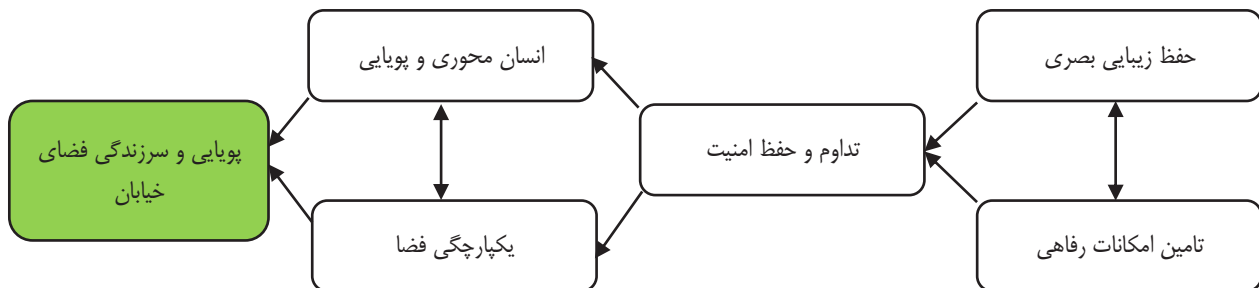 حفظ زیبایی بصری
تامین امکانات رفاهی
تداوم و حفظ امنیت
انسان محوری و پویایی
یکپارچگی فضا
پویایی و سرزندگی فضای
خیابان